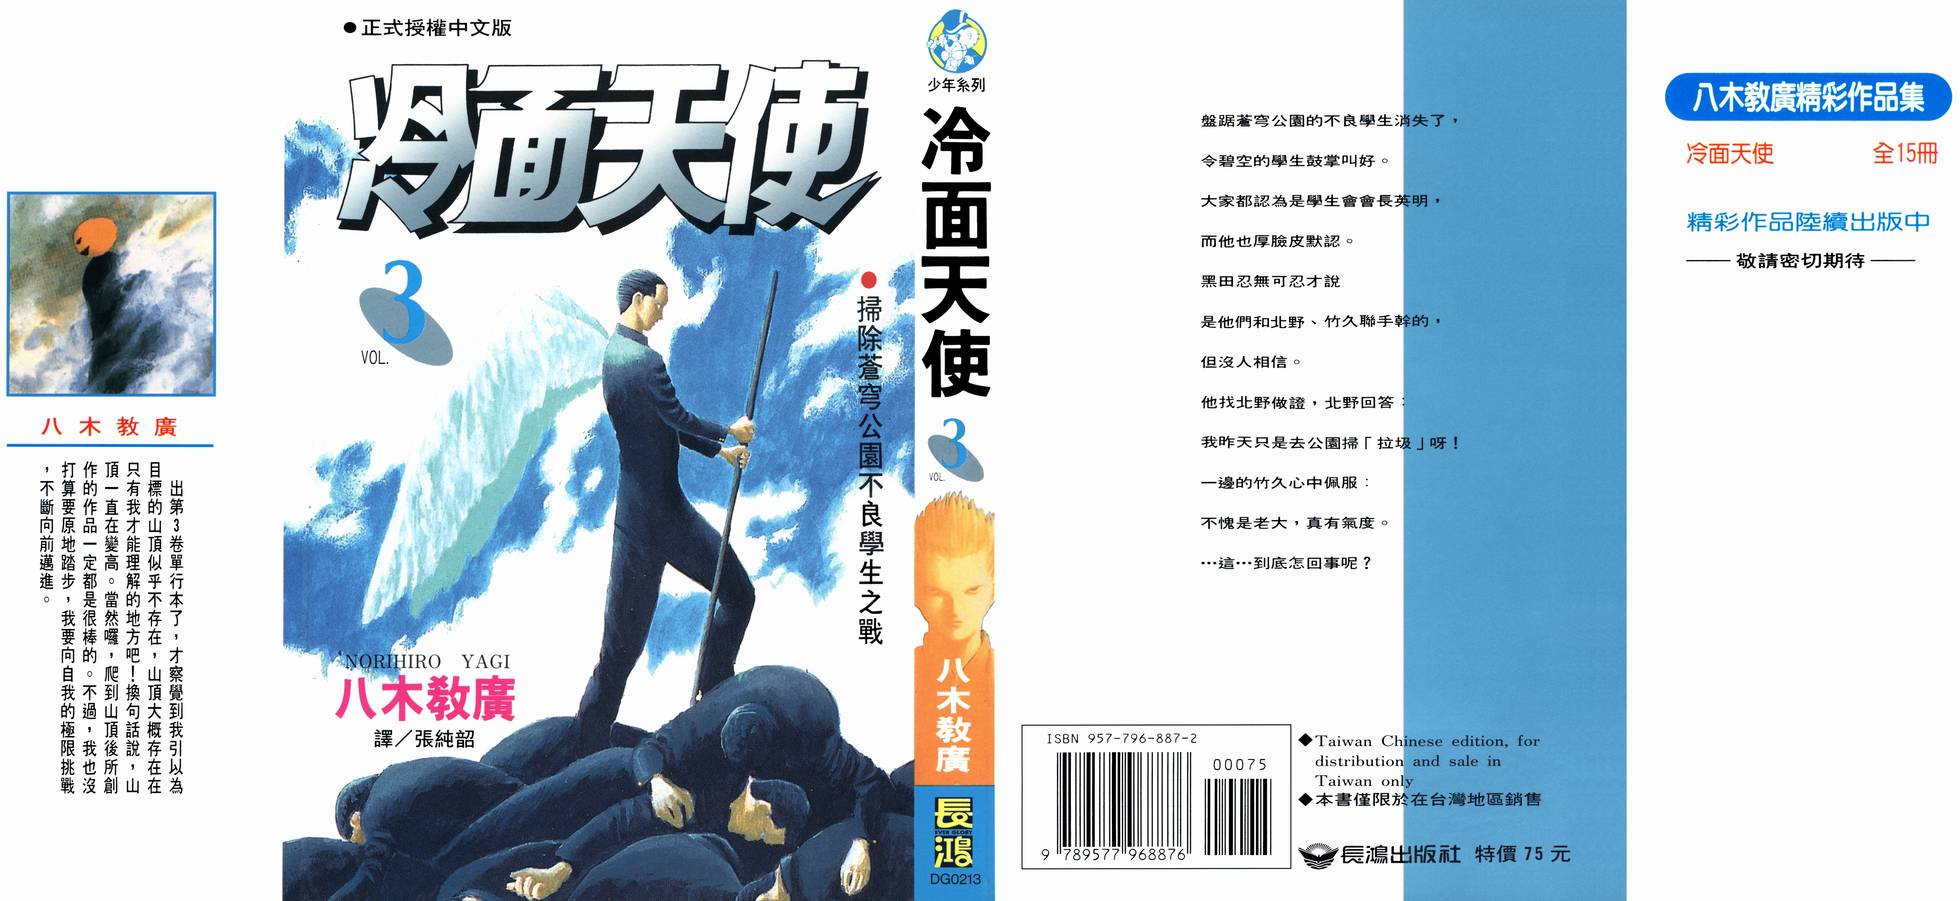 八木教廣
出第3卷單行本了，才察覺到我引以為
目標的山頂似乎不存在，山頂大概存在在
只有我才能理解的地方吧！換句話說，山
頂一直在變高。當然囉，爬到山頂後所創
作的作品一定都是很棒的。不過，我也沒
打算要原地踏步，我要向自我的極限挑戰
，不斷向前邁進。
●正式授權中文版
冷面天使
3
VOL.
●掃除蒼穹公園不良學生之戰
NORIHIRO YAGI
八木教廣
譯／張純韶
少年系列
冷面天使
3
VOL.
八木教廣
長鴻
EVER GLORY
DG0213
盤踞蒼穹公園的不良學生消失了，
令碧空的學生鼓掌叫好。
大家都認為是學生會會長英明，
而他也厚臉皮默認。
黑田忍無可忍才說
是他們和北野、竹久聯手幹的，
但沒人相信。
他找北野做證，北野回答：
我昨天只是去公園掃「拉圾」呀！
一邊的竹久心中佩服：
不愧是老大，真有氣度。
…這…到底怎回事呢？
ISBN 957-796-887-2
00075
9 789577 968876
◆Taiwan Chinese edition, for
distribution and sale in
Taiwan only
◆本書僅限於在台灣地區銷售
長鴻出版社 特價 75 元
八木教廣精彩作品集
冷面天使 全15冊
精彩作品陸續出版中
——敬請密切期待——